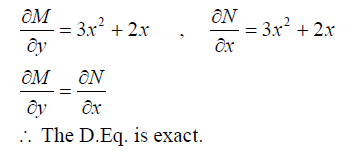 ∂M/∂y = 3x² + 2x , ∂N/∂x = 3x² + 2x
∂M/∂y = ∂N/∂x
∴ The D.Eq. is exact.